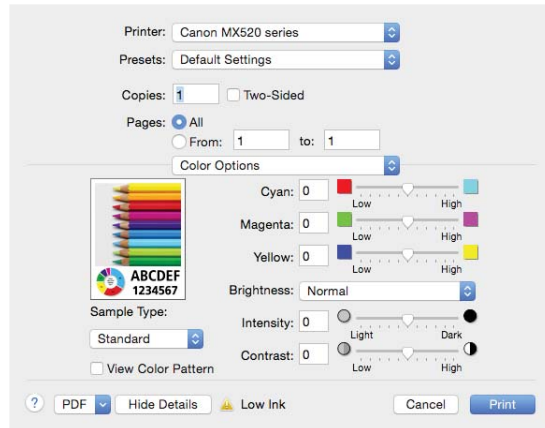 Printer: Canon MX520 series
Presets: Default Settings
Copies: 1 Two-Sided
Pages: All
From: 1 to: 1
Color Options
Cyan: 0
Low High
Magenta: 0
Low High
Yellow: 0
Low High
ABCDEF
1234567
Brightness: Normal
Sample Type:
Intensity: 0
Light Dark
Standard
Contrast: 0
Low High
View Color Pattern
? PDF Hide Details Low Ink Cancel Print